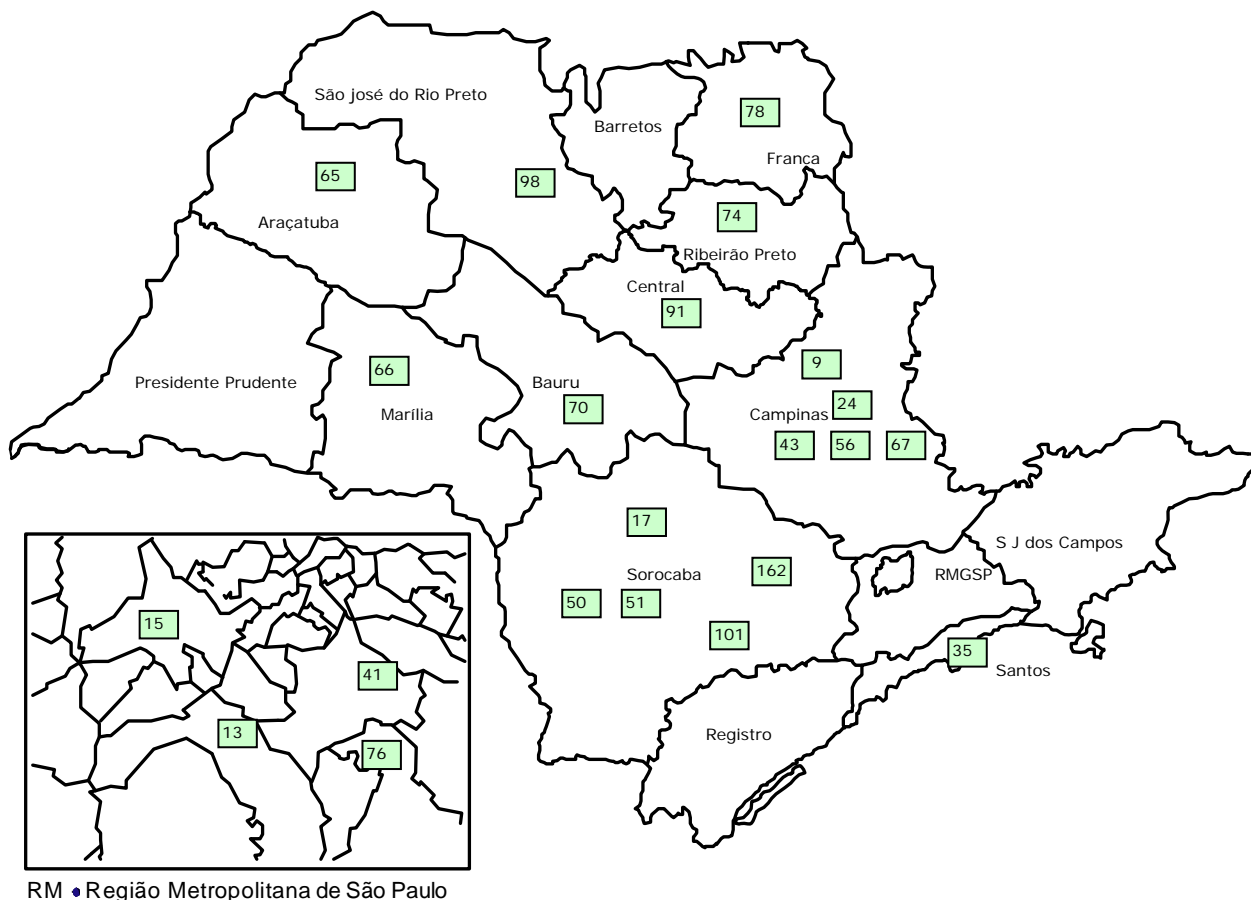 São josé do Rio Preto
78
Barretos
França
65
98
Araçatuba
74
Ribeirão Preto
Central
91
9
66
Presidente Prudente
Bauru
70
24
Marília
Campinas
43
56
67
17
S J dos Campos
162
Sorocaba
RMGSP
50
51
15
101
35
41
Santos
13
Registro
76
RM • Região Metropolitana de São Paulo